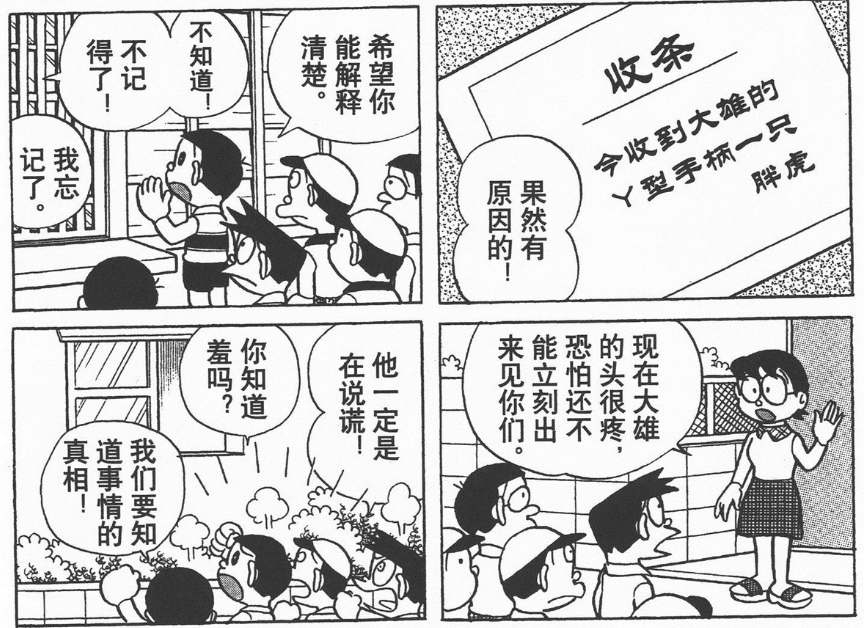 收条
今收到大雄的
丫型手柄一只
胖虎
果然有
原因的！
希望你
能解释
清楚。
不知道！
不记
得了！
我忘
记了。
现在大雄
的头很疼，
恐怕还不
能立刻出
来见你们。
他一定是
在说谎！
你知道
羞吗？
我们要知
道事情的
真相！